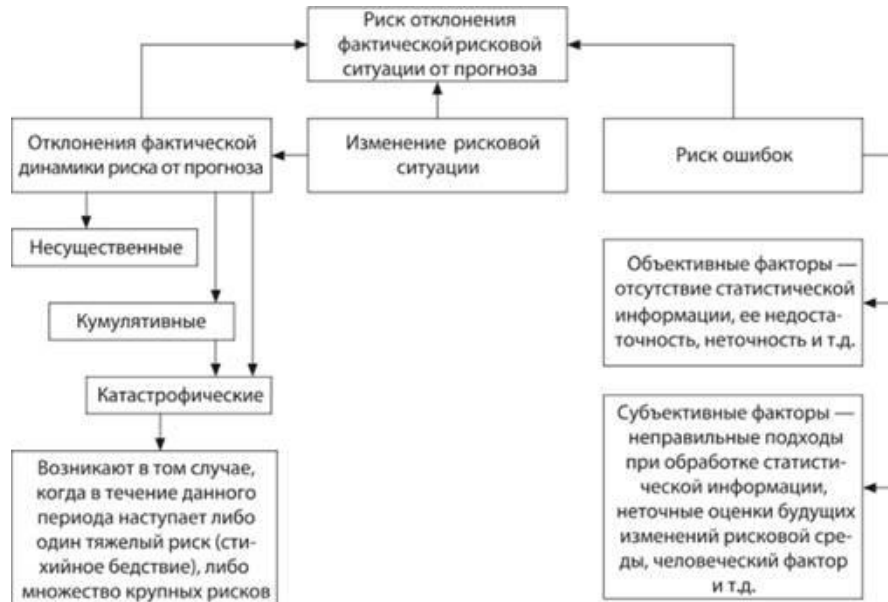 Риск отклонения
фактической рисковой
ситуации от прогноза
Отклонения фактической
динамики риска от прогноза
Изменение рисковой
ситуации
Риск ошибок
Несущественные
Кумулятивные
Катастрофические
Возникают в том случае,
когда в течение данного
периода наступает либо
один тяжелый риск (сти-
хийное бедствие), либо
множество крупных рисков
Объективные факторы —
отсутствие статистической
информации, ее недоста-
точность, неточность и т.д.
Субъективные факторы —
неправильные подходы
при обработке статисти-
ческой информации,
неточные оценки будущих
изменений рисковой сре-
ды, человеческий фактор
и т.д.